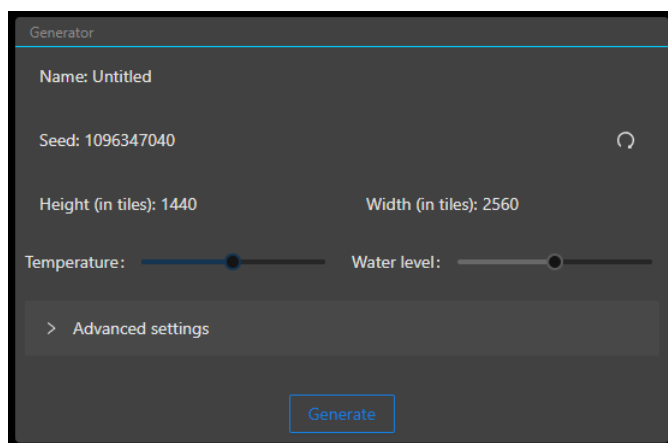 Generator
Name: Untitled
Seed: 1096347040
Height (in tiles): 1440 Width (in tiles): 2560
Temperature: Water level:
Advanced settings
Generate